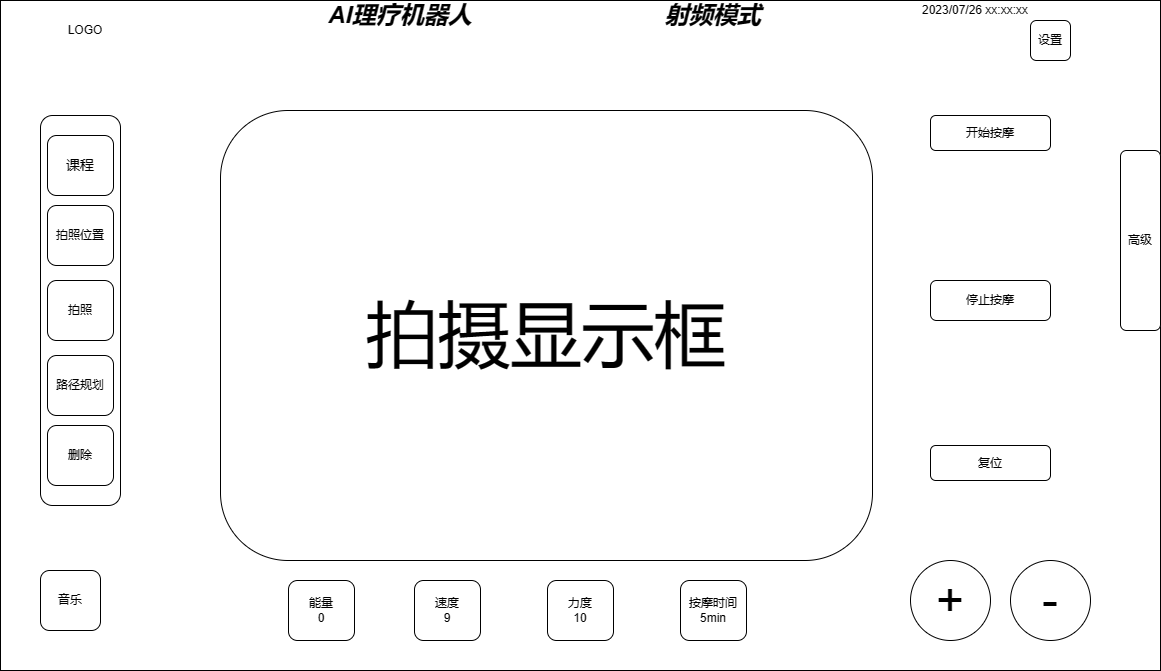 LOGO
AI理疗机器人
射频模式
2023/07/26 xx:xx:xx
设置
课程
拍照位置
拍照
路径规划
删除
音乐
拍摄显示框
能量
0
速度
9
力度
10
按摩时间
5min
开始按摩
停止按摩
复位
+
-
高级